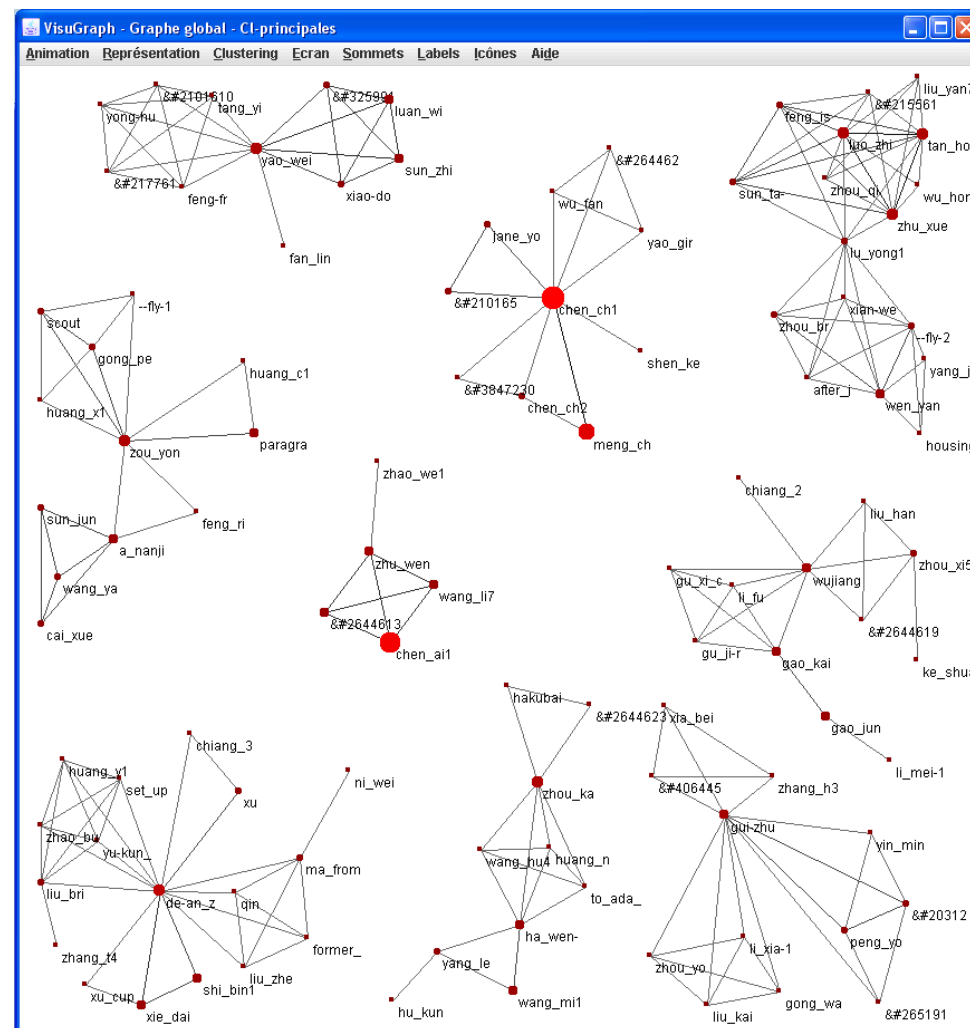 VisuGraph - Graphe global - CI-principales
Animation Représentation Clustering Ecran Sommets Labels Icônes Aide
&#2101610
yong-hu
tang_yi
&#325991
luan_wi
yao_wei
sun_zhi
&#217761
feng-fr
xiao-do
fan_lin
&#264462
wu_fan
jane_yo
yao_gir
&#210165
chen_ch1
shen_ke
&#3847230
chen_ch2
meng_ch
liu_yan7
&#215561
feng_is
luo_zhi
tan_ho
zhou_qi
sun_ta-
wu_hon
zhu_xue
lu_yong1
xian-we
zhou_br
--fly-2
yang_j
after_j
wen_yan
housing
--fly-1
scout
gong_pe
huang_c1
huang_x1
paragra
zou_yon
sun_jun
feng_ri
a_nanji
wang_ya
cai_xue
zhao_we1
zhu_wen
wang_li7
&#2644613
chen_ai1
chiang_2
liu_han
zhou_xi5
gu_xi_c
wujiang
li_fu
&#2644619
gu_ji-r
gao_kai
ke_shua
gao_jun
li_mei-1
chiang_3
huang_y1
set_up
xu
ni_wei
zhao_bu
yu-kun_
ma_from
liu_bri
de-an_z
qin
zhang_t4
former_
liu_zhe
shi_bin1
xu_cup
xie_dai
hakubai
&#2644623
zhou_ka
wang_hu4
huang_n
to_ada_
ha_wen-
yang_le
wang_mi1
hu_kun
xia_bei
&#406445
zhang_h3
gui-zhu
yin_min
&#20312
peng_yo
li_xia-1
zhou_yo
gong_wa
liu_kai
&#265191